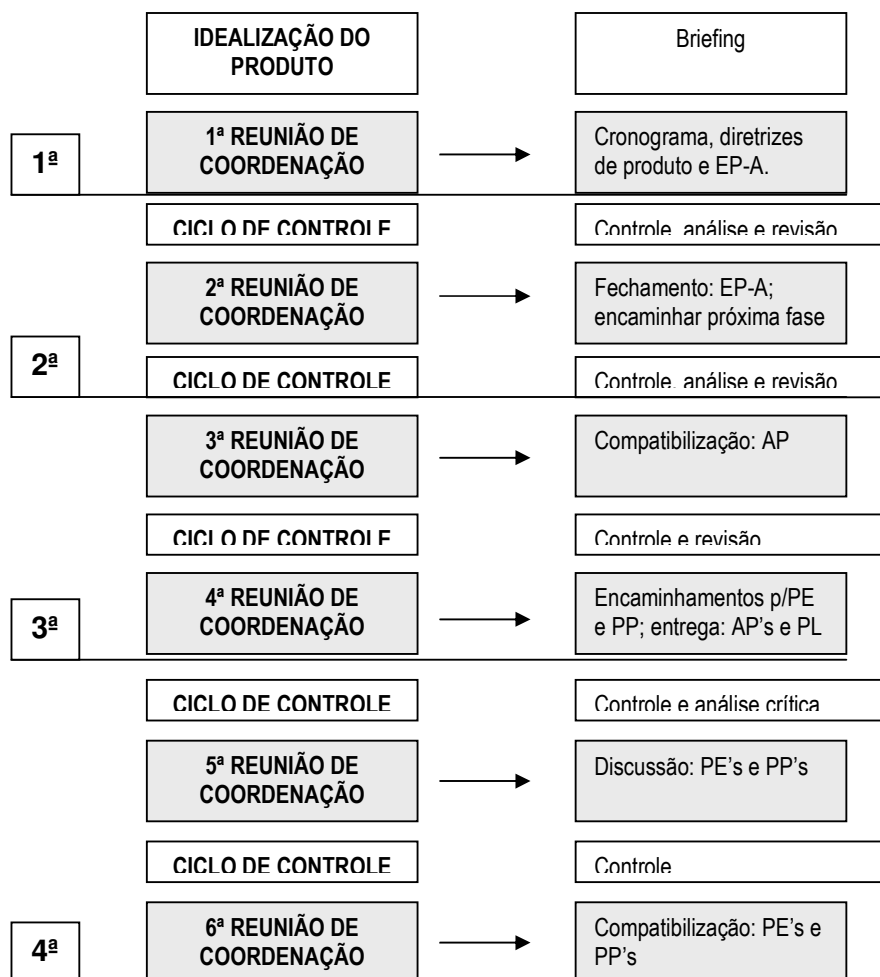 IDEALIZAÇÃO DO
PRODUTO
Briefing
1ª
1ª REUNIÃO DE
COORDENAÇÃO
Cronograma, diretrizes
de produto e EP-A.
CICLO DE CONTROLE
Controle, análise e revisão
2ª REUNIÃO DE
COORDENAÇÃO
Fechamento: EP-A;
encaminhar próxima fase
2ª
CICLO DE CONTROLE
Controle, análise e revisão
3ª REUNIÃO DE
COORDENAÇÃO
Compatibilização: AP
CICLO DE CONTROLE
Controle e revisão
3ª
4ª REUNIÃO DE
COORDENAÇÃO
Encaminhamentos p/PE
e PP; entrega: AP’s e PL
CICLO DE CONTROLE
Controle e análise crítica
5ª REUNIÃO DE
COORDENAÇÃO
Discussão: PE’s e PP’s
CICLO DE CONTROLE
Controle
4ª
6ª REUNIÃO DE
COORDENAÇÃO
Compatibilização: PE’s e
PP’s